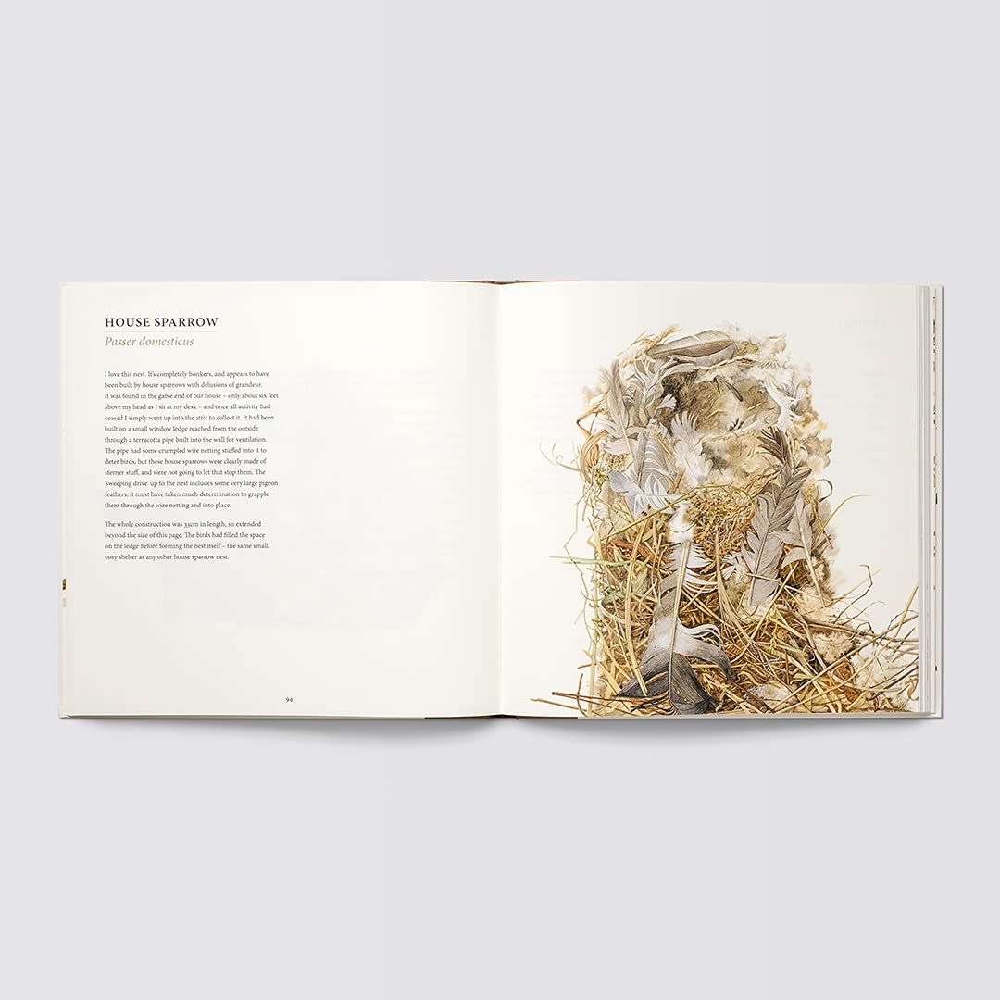 HOUSE SPARROW
Passer domesticus
I love this nest. It's completely bonkers, and appears to have
been built by house sparrows with delusions of grandeur.
It was found in the gable end of our house – only about six feet
above my head as I sit at my desk – and once all activity had
ceased I simply went up into the attic to collect it. It had been
built on a small window ledge reached from the outside
through a terracotta pipe built into the wall for ventilation.
The pipe had some crumpled wire netting stuffed into it to
deter birds, but these house sparrows were clearly made of
sterner stuff, and were not going to let that stop them. The
'sweeping drive' up to the nest includes some very large pigeon
feathers; it must have taken much determination to grapple
them through the wire netting and into place.
The whole construction was 33cm in length, so extended
beyond the size of this page. The birds had filled the space
on the ledge before forming the nest itself – the same small,
cosy shelter as any other house sparrow nest.
94